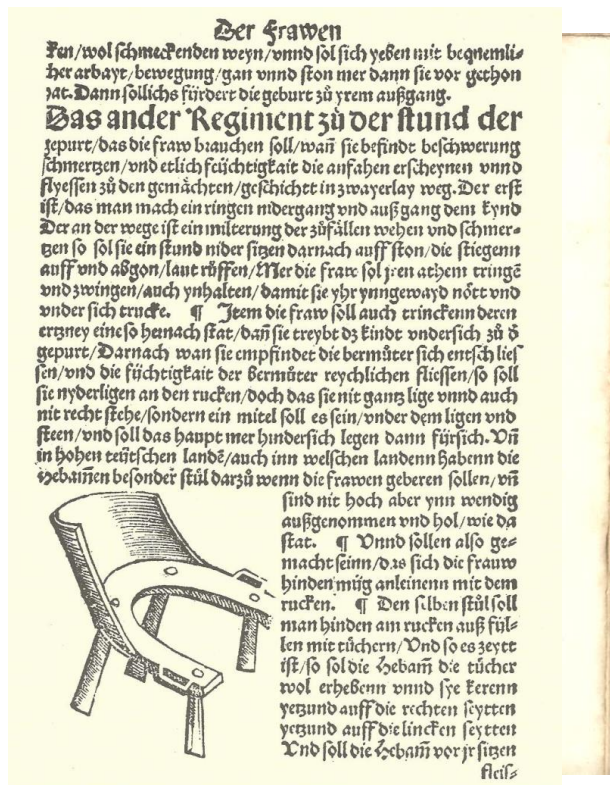 Der Frawen
ken/wol schmeckenden weyn/vnnd sol sich yeben mit beqnemli-
her arbayt/bewegung/gan vnnd ston mer dann sie vor gethon
hat. Dann sollichs fürdert die geburt zů yrem außgang.
Das ander Regiment zů der stund der
gepurt/das die fraw brauchen soll/wañ sie befindt beschwerung
schmertzen/vnd etlich feüchtigkait die anfahen erscheynen vnnd
flyessen zů den gemächten/geschicht in zwayerlay weg. Der erst
ist/das man mach ein ringen nidergang vnd außgang dem kynd
Der an der wege ist ein milterung der zůfällen wehen vnd schmer-
tzen so sol sie ein stund nider sitzen darnach auff ston/die stiegenn
auff vnd abgon/laut růffen/Mer die fraw sol jren athem tringē
vnd zwingen/auch ynhalten/damit sie yhr ynngewayd nött vnd
vnder sich trucke. ¶ Item die fraw soll auch trinckenn deren
ertzney eine so hernach stat/dañ sie treybt dz kindt vndersich zů d̄
gepurt/Darnach wan sie empfindet die bermůter sich entschlies
sen/vnd die füchtigkait der bermůter reychlichen fliessen/so soll
sie nyderligen an den rucken/doch das sie nit gantz lige vnnd auch
nit recht stehe/sondern ein mitel soll es sein/vnder dem ligen vnd
steen/vnd soll das haupt mer hindersich legen dann fürsich. Vñ
in hohen teütschen landē/auch inn welschen landenn habenn die
Hebam̄en besonder stůl darzů wenn die frawen geberen sollen/vñ
sind nit hoch aber ynn wendig
außgenommen vnd hol/wie da
stat. ¶ Vnnd sollen also ge-
macht seinn/das sich die frauw
hinden müg anleinenn mit dem
rucken. ¶ Den selben stůl soll
man hinden am rucken auß fül-
len mit tüchern/Vnd so es zeytt
ist/so sol die Hebam̄ die tücher
wol erhebenn vnnd sye kerenn
yetzund auff die rechten seytten
yetzund auff die lincken seytten
Vnd soll die Hebam̄ vor jr sitzen
fleis-